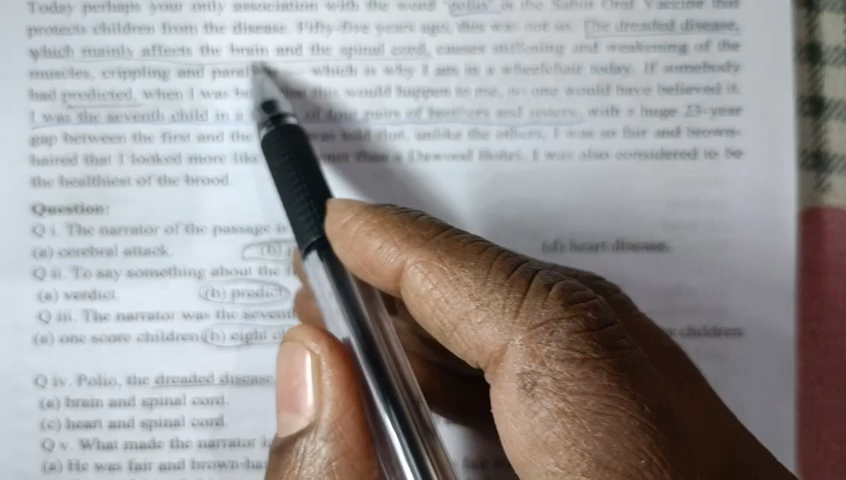 Today perhaps your only association with the word 'polio' is the Sabin Oral Vaccine that
protects children from the disease. Fifty-five years ago, this was not so. The dreaded disease,
which mainly affects the brain and the spinal cord, causes stiffening and weakening of the
muscles, crippling and which is why I am in a wheelchair today. If somebody
had predicted, when I was this would happen to me, no one would have believed it.
I was the seventh child in a of four pairs of brothers and sisters, with a huge 23-year
gap between the first and the was told that, unlike the others, I was so fair and brown-
haired that I looked more like than a Dawood Bohri. I was also considered to be
the healthiest of the brood.
Question:
Q i. The narrator of the passage is
(a) cerebral attack. (b) (d) heart disease.
Q ii. To say something about the
(a) verdict. (b) predict
Q iii. The narrator was the seventh
(a) one score children (b) eight children
Q iv. Polio, the dreaded disease
(a) brain and spinal cord.
(c) heart and spinal cord.
Q v. What made the narrator
(a) He was fair and brown-